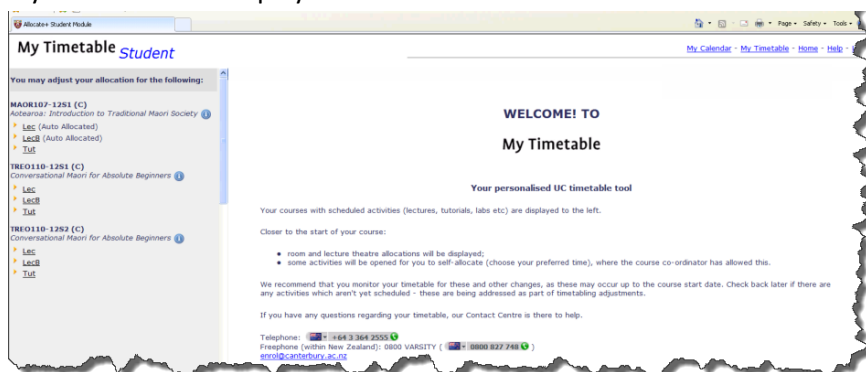 Allocate+ Student Module
Page ▾ Safety ▾ Tools ▾
My Timetable Student
My Calendar - My Timetable - Home - Help -
You may adjust your allocation for the following:
MAOR107-12S1 (C)
Aotearoa: Introduction to Traditional Maori Society
Lec (Auto Allocated)
LecB (Auto Allocated)
Tut
TREO110-12S1 (C)
Conversational Maori for Absolute Beginners
Lec
LecB
Tut
TREO110-12S2 (C)
Conversational Maori for Absolute Beginners
Lec
LecB
Tut
WELCOME! TO
My Timetable
Your personalised UC timetable tool
Your courses with scheduled activities (lectures, tutorials, labs etc) are displayed to the left.
Closer to the start of your course:
• room and lecture theatre allocations will be displayed;
• some activities will be opened for you to self-allocate (choose your preferred time), where the course co-ordinator has allowed this.
We recommend that you monitor your timetable for these and other changes, as these may occur up to the course start date. Check back later if there are
any activities which aren't yet scheduled - these are being addressed as part of timetabling adjustments.
If you have any questions regarding your timetable, our Contact Centre is there to help.
Telephone: +64 3 364 2555
Freephone (within New Zealand): 0800 VARSITY ( 0800 827 748 )
enrol@canterbury.ac.nz